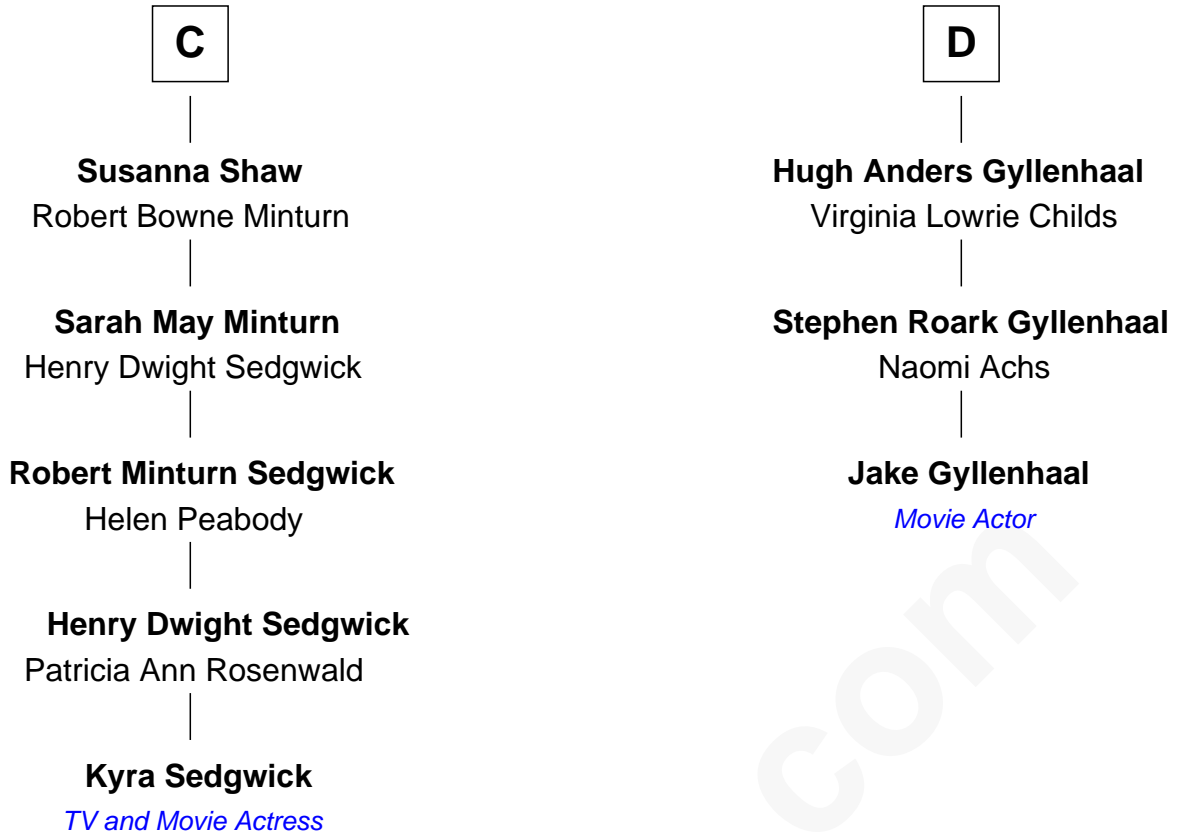 C
Susanna Shaw
Robert Bowne Minturn
Sarah May Minturn
Henry Dwight Sedgwick
Robert Minturn Sedgwick
Helen Peabody
Henry Dwight Sedgwick
Patricia Ann Rosenwald
Kyra Sedgwick
TV and Movie Actress
D
Hugh Anders Gyllenhaal
Virginia Lowrie Childs
Stephen Roark Gyllenhaal
Naomi Achs
Jake Gyllenhaal
Movie Actor
com